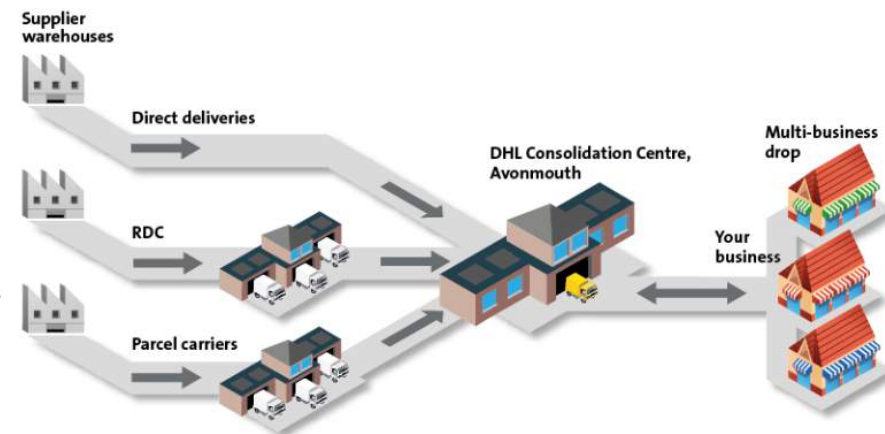 Supplier
warehouses
Direct deliveries
DHL Consolidation Centre,
Avonmouth
Multi-business
drop
RDC
Your
business
Parcel carriers